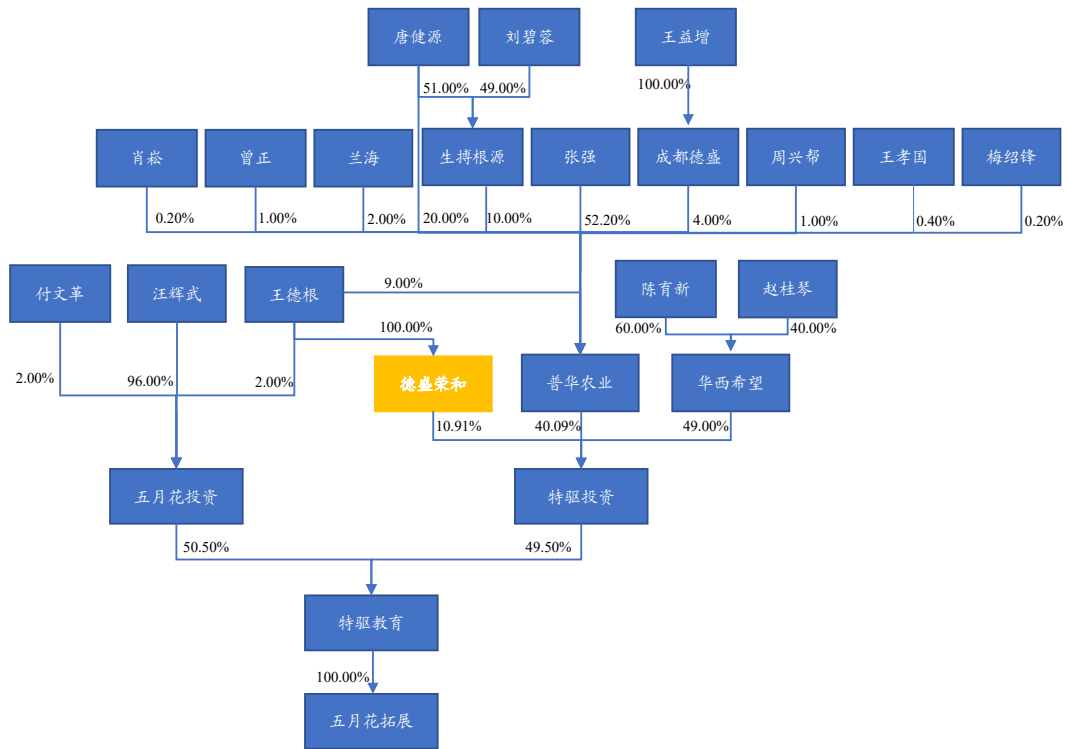 唐健源
刘碧蓉
王益增
51.00%
49.00%
100.00%
肖崧
曾正
兰海
生搏根源
张强
成都德盛
周兴帮
王孝国
梅绍锋
0.20%
1.00%
2.00%
20.00%
10.00%
52.20%
4.00%
1.00%
0.40%
0.20%
付文革
汪辉武
王德根
9.00%
陈育新
赵桂琴
100.00%
60.00%
40.00%
2.00%
96.00%
2.00%
德盛荣和
普华农业
华西希望
10.91%
40.09%
49.00%
五月花投资
特驱投资
50.50%
49.50%
特驱教育
100.00%
五月花拓展